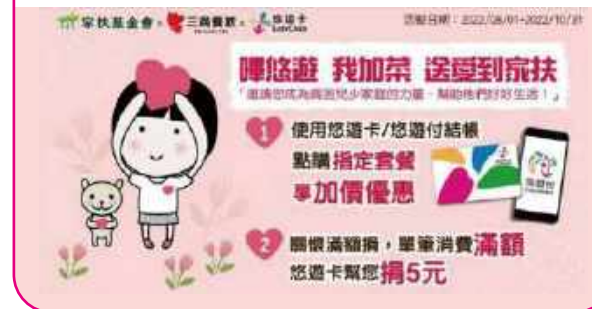 家扶基金會 × 三商餐飲 × 悠遊卡
活動日期：2022/08/01~2022/10/31
嗶悠遊 我加菜 送愛到家扶
「邀請您成為興困兒少家庭的力量，幫助他們好好生活！」
1 使用悠遊卡/悠遊付結帳
點購指定套餐
享加價優惠
悠遊付
2 關懷滿額捐，單筆消費滿額
悠遊卡幫您捐5元